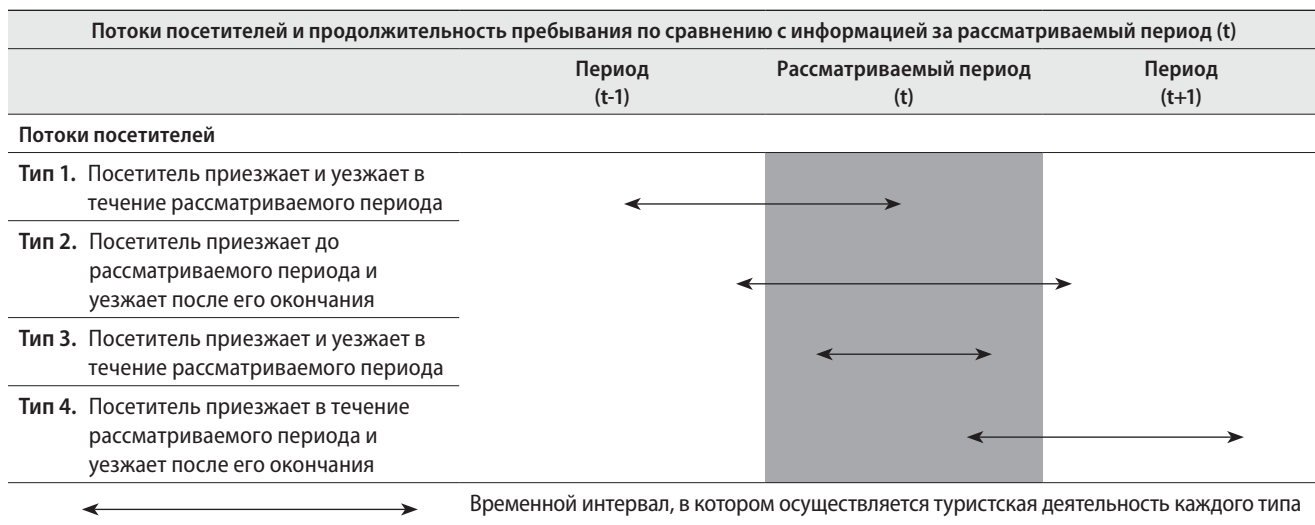 Потоки посетителей и продолжительность пребывания по сравнению с информацией за рассматриваемый период (t)
Период
(t-1)
Рассматриваемый период
(t)
Период
(t+1)
Потоки посетителей
Тип 1. Посетитель приезжает и уезжает в
течение рассматриваемого периода
Тип 2. Посетитель приезжает до
рассматриваемого периода и
уезжает после его окончания
Тип 3. Посетитель приезжает и уезжает в
течение рассматриваемого периода
Тип 4. Посетитель приезжает в течение
рассматриваемого периода и
уезжает после его окончания
Временной интервал, в котором осуществляется туристская деятельность каждого типа